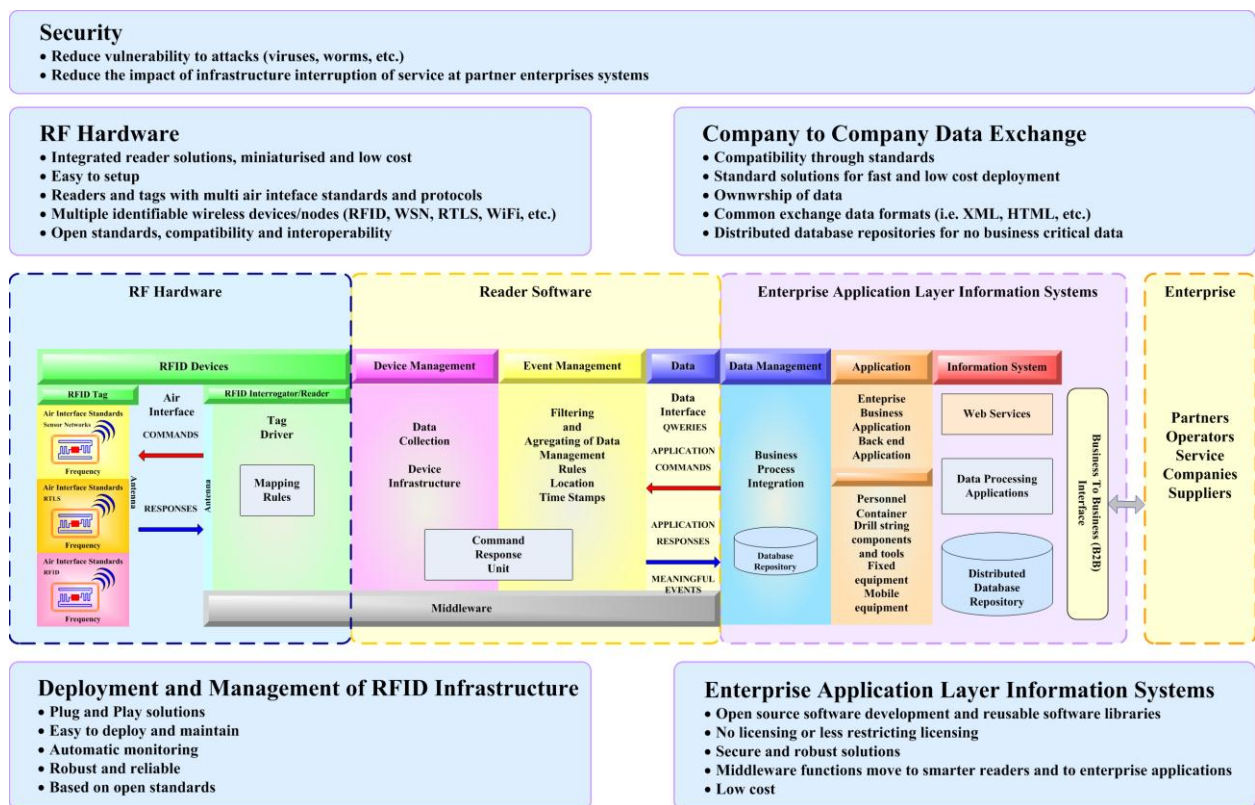 Security
• Reduce vulnerability to attacks (viruses, worms, etc.)
• Reduce the impact of infrastructure interruption of service at partner enterprises systems
RF Hardware
• Integrated reader solutions, miniaturised and low cost
• Easy to setup
• Readers and tags with multi air inteface standards and protocols
• Multiple identifiable wireless devices/nodes (RFID, WSN, RTLS, WiFi, etc.)
• Open standards, compatibility and interoperability
Company to Company Data Exchange
• Compatibility through standards
• Standard solutions for fast and low cost deployment
• Ownwrship of data
• Common exchange data formats (i.e. XML, HTML, etc.)
• Distributed database repositories for no business critical data
RF Hardware
Reader Software
Enterprise Application Layer Information Systems
Enterprise
RFID Devices
Device Management
Event Management
Data
Data Management
Application
Information System
RFID Tag
Air
Interface
COMMANDS
RESPONSES
RFID Interrogator/Reader
Air Interface Standards
Sensor Networks
Frequency
Air Interface Standards
RTLS
Frequency
Air Interface Standards
RFID
Frequency
Antenna
Antenna
Tag
Driver
Mapping
Rules
Data
Collection
Device
Infrastructure
Filtering
and
Agregating of Data
Management
Rules
Location
Time Stamps
Command
Response
Unit
Middleware
Data
Interface
QWERIES
APPLICATION
COMMANDS
APPLICATION
RESPONSES
MEANINGFUL
EVENTS
Business
Process
Integration
Database
Repository
Enteprise
Business
Application
Back end
Application
Personnel
Container
Drill string
components
and tools
Fixed
equipment
Mobile
equipment
Web Services
Data Processing
Applications
Distributed
Database
Repository
Business To Business (B2B)
Interface
Partners
Operators
Service
Companies
Suppliers
Deployment and Management of RFID Infrastructure
• Plug and Play solutions
• Easy to deploy and maintain
• Automatic monitoring
• Robust and reliable
• Based on open standards
Enterprise Application Layer Information Systems
• Open source software development and reusable software libraries
• No licensing or less restricting licensing
• Secure and robust solutions
• Middleware functions move to smarter readers and to enterprise applications
• Low cost